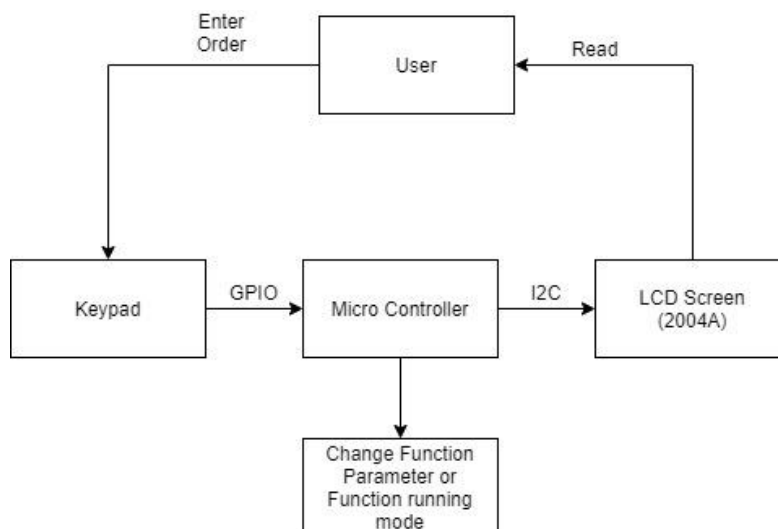 Enter
Order
User
Read
Keypad
GPIO
Micro Controller
I2C
LCD Screen
(2004A)
Change Function
Parameter or
Function running
mode